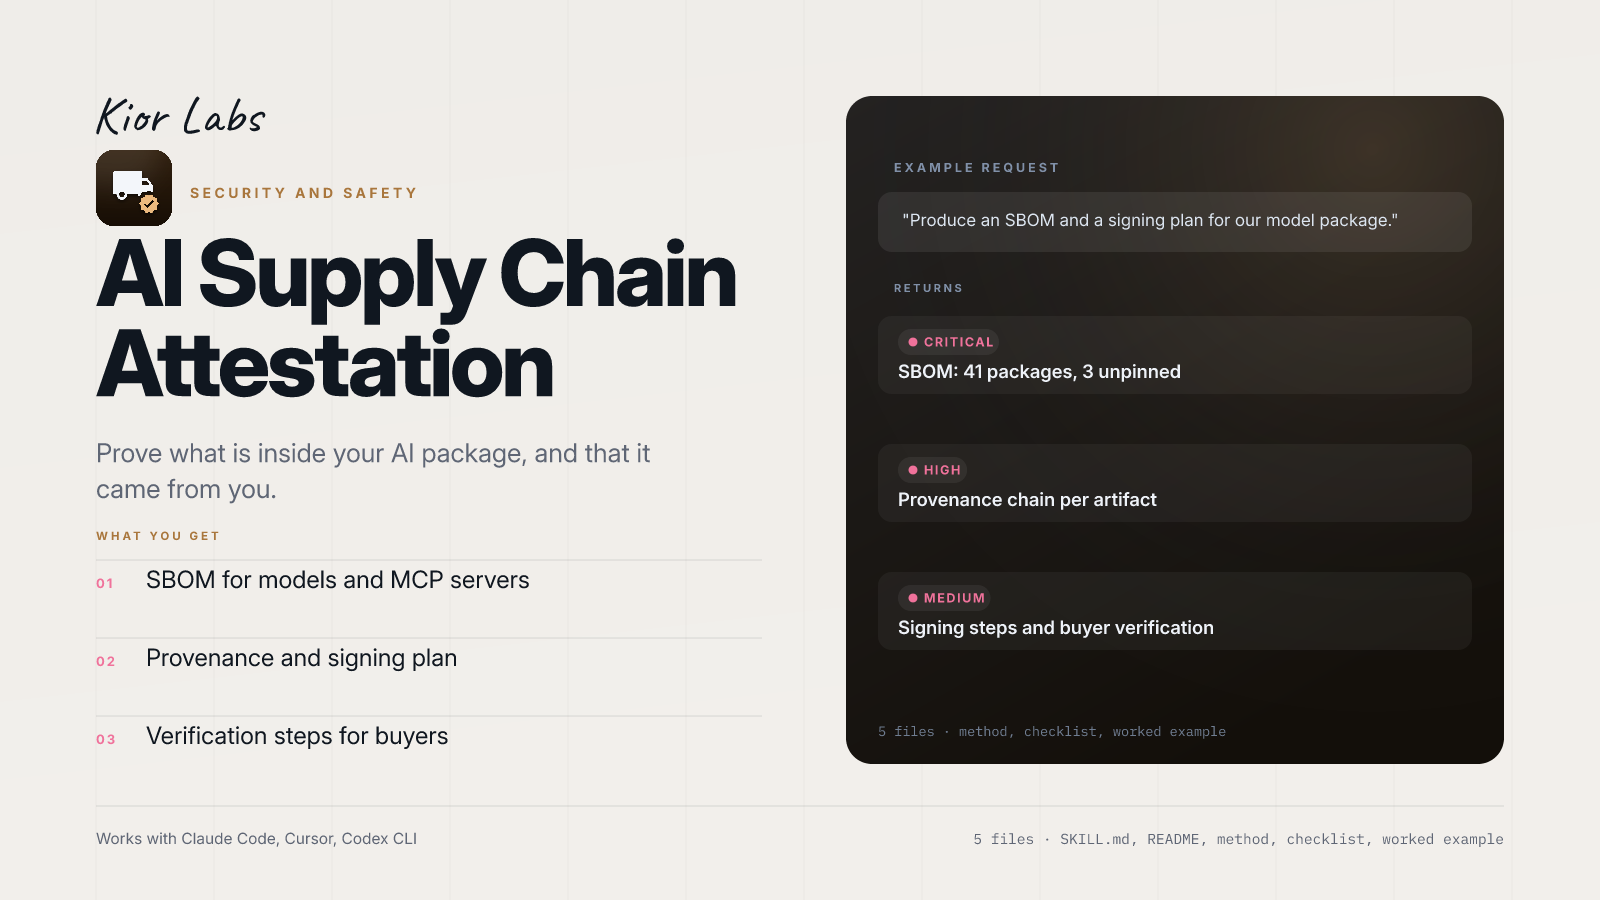 Kior Labs
SECURITY AND SAFETY
AI Supply Chain
Attestation
Prove what is inside your AI package, and that it
came from you.
WHAT YOU GET
01 SBOM for models and MCP servers
02 Provenance and signing plan
03 Verification steps for buyers
EXAMPLE REQUEST
"Produce an SBOM and a signing plan for our model package."
RETURNS
CRITICAL
SBOM: 41 packages, 3 unpinned
HIGH
Provenance chain per artifact
MEDIUM
Signing steps and buyer verification
5 files · method, checklist, worked example
Works with Claude Code, Cursor, Codex CLI
5 files · SKILL.md, README, method, checklist, worked example